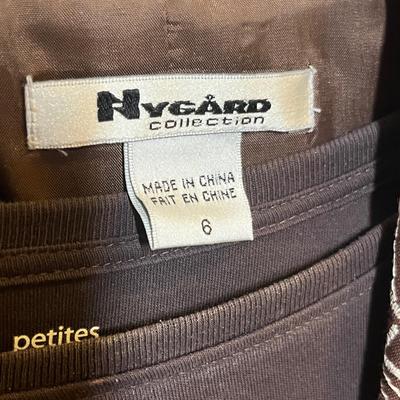 NYGÅRD
collection
MADE IN CHINA
FAIT EN CHINE
6
petites